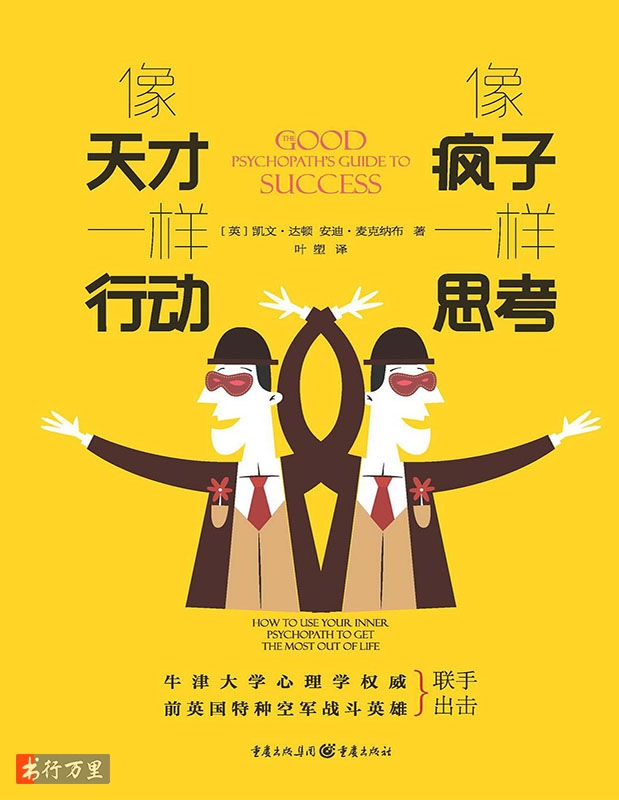 像
疯子
一样
思考
像
天才
一样
行动
THE
GOOD
PSYCHOPATH'S GUIDE TO
SUCCESS
[英]凯文·达顿 安迪·麦克纳布 著
叶塑 译
HOW TO USE YOUR INNER
PSYCHOPATH TO GET
THE MOST OUT OF LIFE
牛津大学心理学权威
前英国特种空军战斗英雄
联手
出击
重庆出版集团 重庆出版社
书行万里